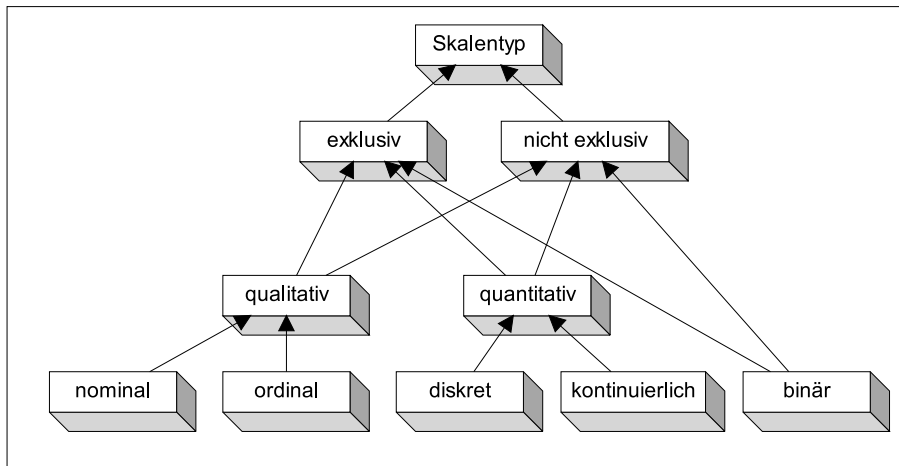 Skalentyp
exklusiv
nicht exklusiv
qualitativ
quantitativ
nominal
ordinal
diskret
kontinuierlich
binär